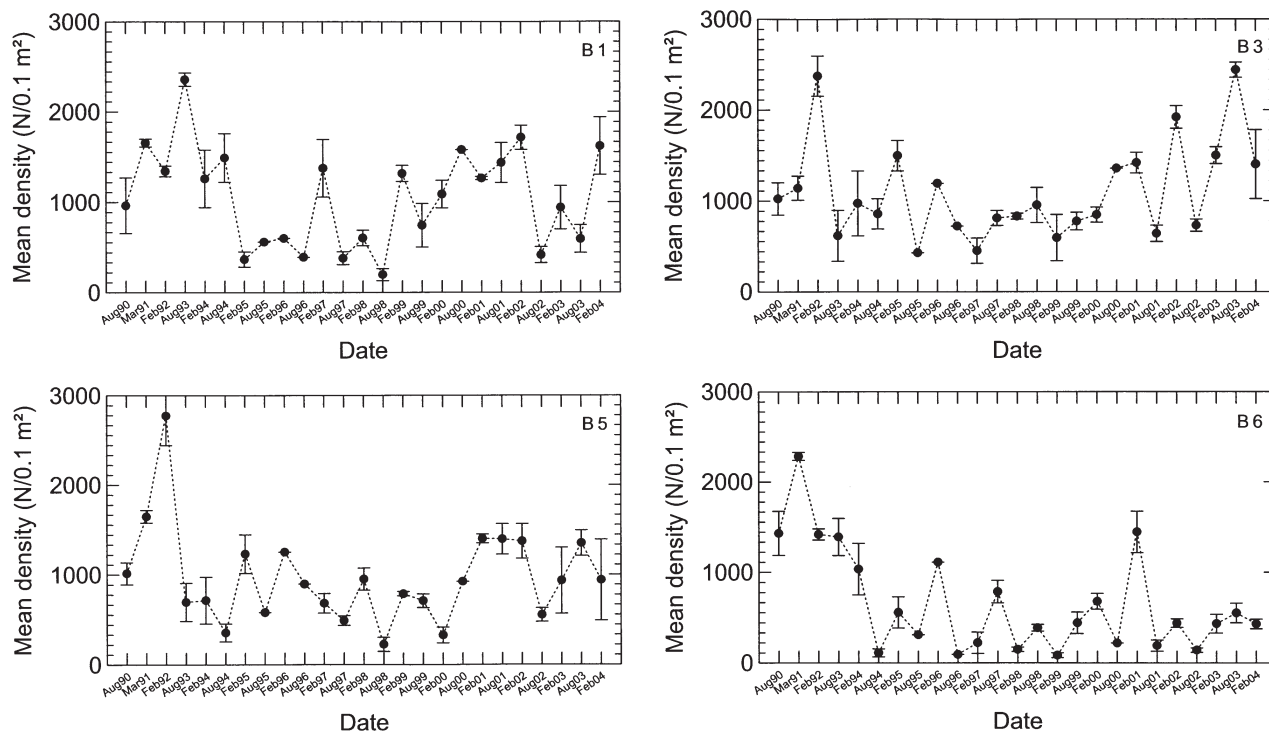 3000
2000
1000
0
Mean density (N/0.1 m²)
B1
Aug90 Mar91 Feb92 Aug93 Feb94 Aug94 Feb95 Aug95 Feb96 Aug96 Feb97 Aug97 Feb98 Aug98 Feb99 Aug99 Feb00 Aug00 Feb01 Aug01 Feb02 Aug02 Feb03 Aug03 Feb04
Date
3000
2000
1000
0
Mean density (N/0.1 m²)
B3
Aug90 Mar91 Feb92 Aug93 Feb94 Aug94 Feb95 Aug95 Feb96 Aug96 Feb97 Aug97 Feb98 Aug98 Feb99 Aug99 Feb00 Aug00 Feb01 Aug01 Feb02 Aug02 Feb03 Aug03 Feb04
Date
3000
2000
1000
0
Mean density (N/0.1 m²)
B5
Aug90 Mar91 Feb92 Aug93 Feb94 Aug94 Feb95 Aug95 Feb96 Aug96 Feb97 Aug97 Feb98 Aug98 Feb99 Aug99 Feb00 Aug00 Feb01 Aug01 Feb02 Aug02 Feb03 Aug03 Feb04
Date
3000
2000
1000
0
Mean density (N/0.1 m²)
B6
Aug90 Mar91 Feb92 Aug93 Feb94 Aug94 Feb95 Aug95 Feb96 Aug96 Feb97 Aug97 Feb98 Aug98 Feb99 Aug99 Feb00 Aug00 Feb01 Aug01 Feb02 Aug02 Feb03 Aug03 Feb04
Date